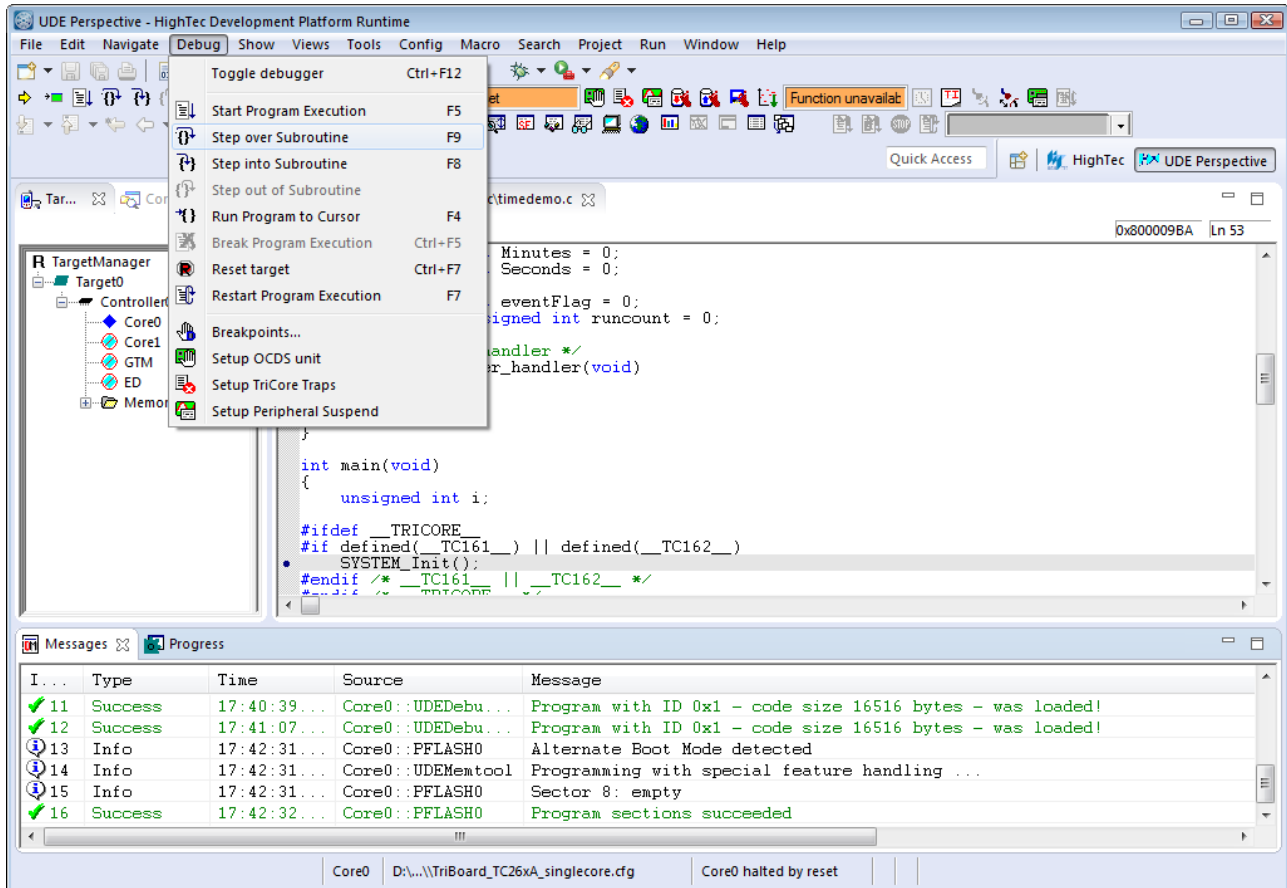 UDE Perspective - HighTec Development Platform Runtime
File Edit Navigate Debug Show Views Tools Config Macro Search Project Run Window Help
Toggle debugger Ctrl+F12
Start Program Execution F5
Step over Subroutine F9
Step into Subroutine F8
Step out of Subroutine
Run Program to Cursor F4
Break Program Execution Ctrl+F5
Reset target Ctrl+F7
Restart Program Execution F7
Breakpoints...
Setup OCDS unit
Setup TriCore Traps
Setup Peripheral Suspend
et
Function unavailab
Quick Access
HighTec
UDE Perspective
Tar...
Cor
c\timedemo.c
0x800009BA Ln 53
R TargetManager
Target0
Controller
Core0
Core1
GTM
ED
Memor
Minutes = 0;
Seconds = 0;
eventFlag = 0;
signed int runcount = 0;
andler */
er_handler(void)
}
int main(void)
{
unsigned int i;
#ifdef __TRICORE__
#if defined(__TC161__) || defined(__TC162__)
SYSTEM_Init();
#endif /* __TC161__ || __TC162__ */
#endif /* __TRICORE__ */
Messages
Progress
I... Type Time Source Message
11 Success 17:40:39... Core0::UDEDebu... Program with ID 0x1 - code size 16516 bytes - was loaded!
12 Success 17:41:07... Core0::UDEDebu... Program with ID 0x1 - code size 16516 bytes - was loaded!
13 Info 17:42:31... Core0::PFLASH0 Alternate Boot Mode detected
14 Info 17:42:31... Core0::UDEMemtool Programming with special feature handling ...
15 Info 17:42:31... Core0::PFLASH0 Sector 8: empty
16 Success 17:42:32... Core0::PFLASH0 Program sections succeeded
Core0 D:\...\\TriBoard_TC26xA_singlecore.cfg Core0 halted by reset